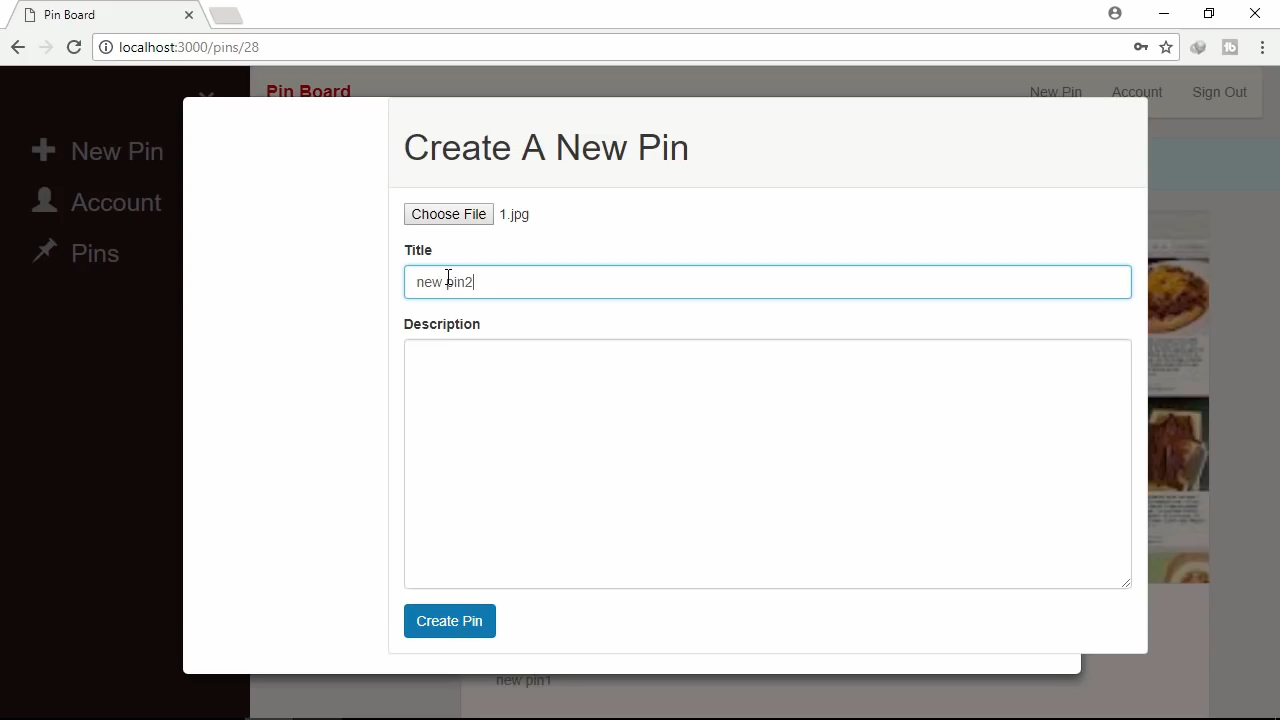 Pin Board
localhost:3000/pins/28
Pin Board
New Pin
Account
Sign Out
New Pin
Account
Pins
Create A New Pin
Choose File 1.jpg
Title
new pin2
Description
Create Pin
new pin1